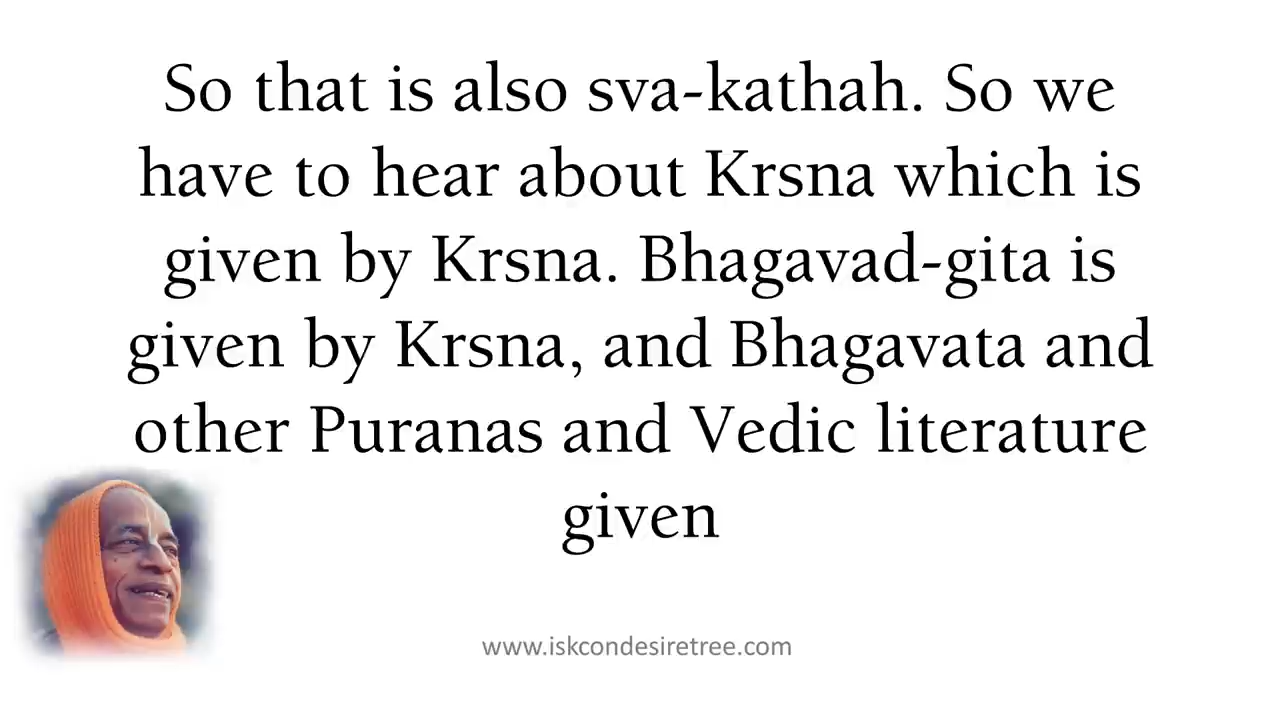 So that is also sva-kathah. So we
have to hear about Krsna which is
given by Krsna. Bhagavad-gita is
given by Krsna, and Bhagavata and
other Puranas and Vedic literature
given
www.iskcondesiretree.com